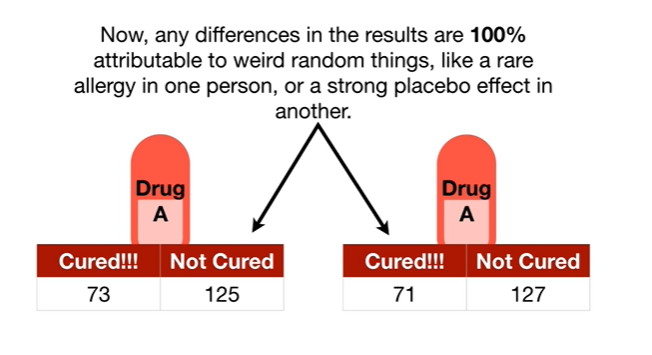 Now, any differences in the results are 100%
attributable to weird random things, like a rare
allergy in one person, or a strong placebo effect in
another.
Drug
A
Cured!!! Not Cured
73 125
Drug
A
Cured!!! Not Cured
71 127